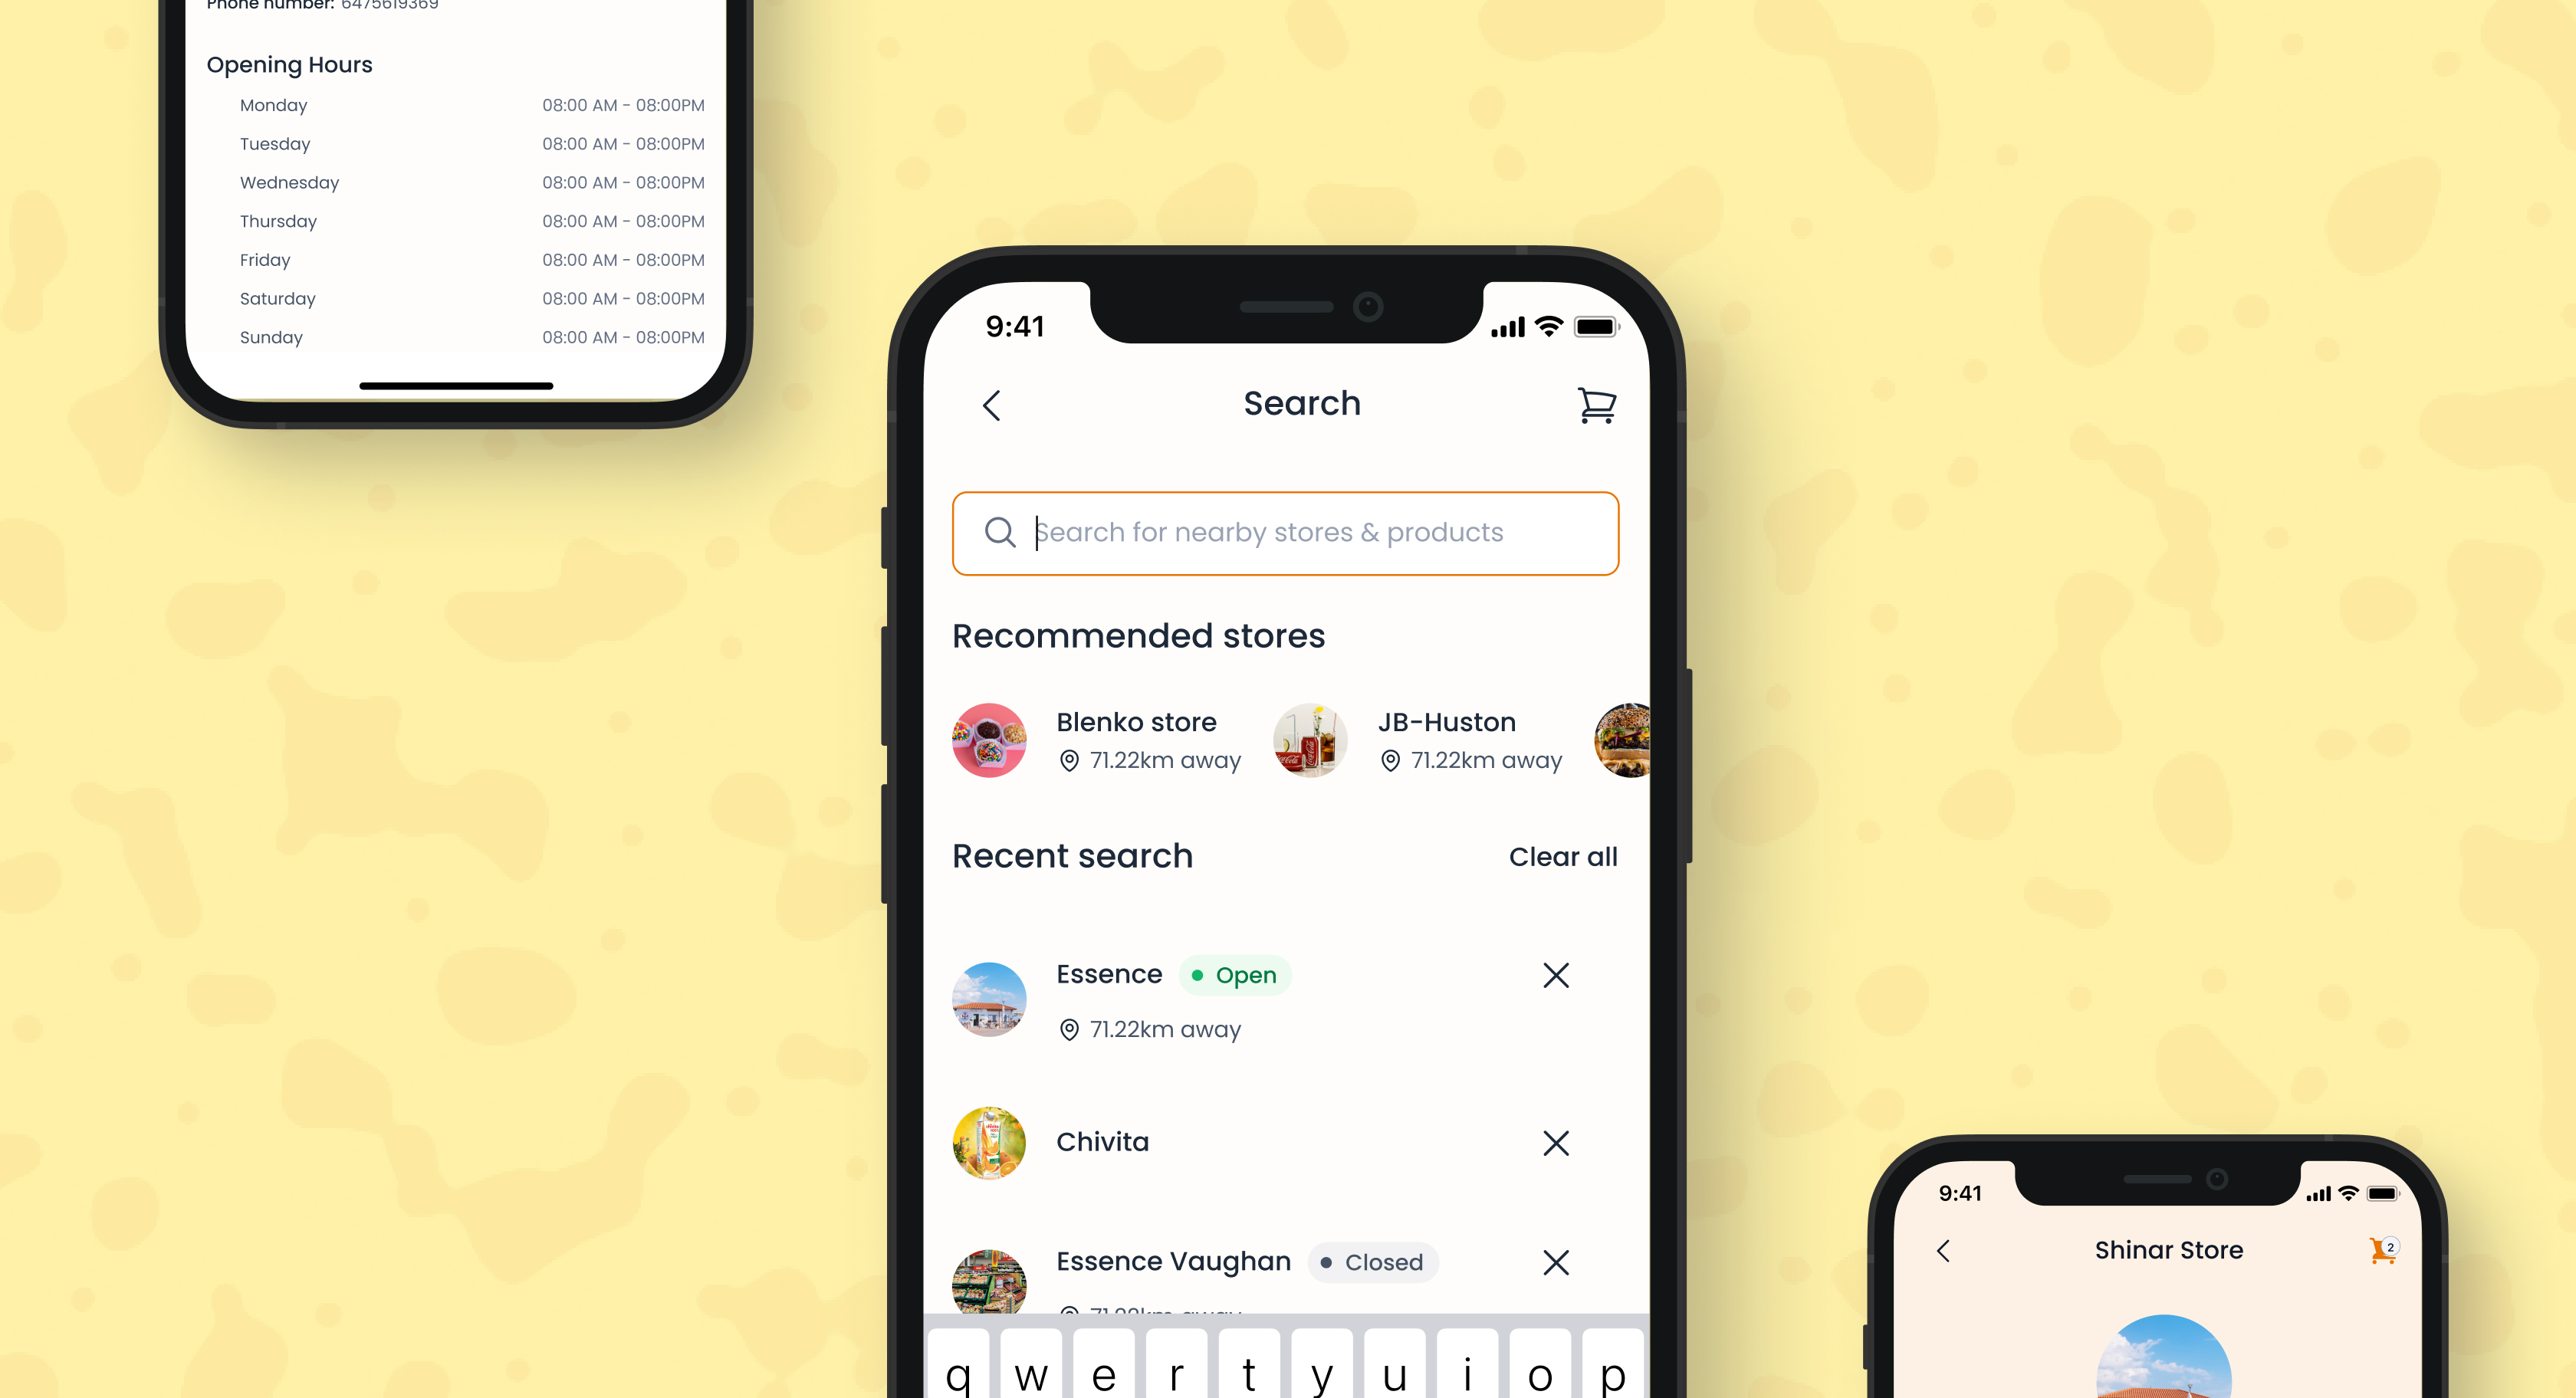 Phone number: 6475619369
Opening Hours
Monday 08:00 AM - 08:00PM
Tuesday 08:00 AM - 08:00PM
Wednesday 08:00 AM - 08:00PM
Thursday 08:00 AM - 08:00PM
Friday 08:00 AM - 08:00PM
Saturday 08:00 AM - 08:00PM
Sunday 08:00 AM - 08:00PM
9:41
Search
Search for nearby stores & products
Recommended stores
Blenko store JB-Huston
71.22km away 71.22km away
Recent search Clear all
Essence Open
71.22km away
Chivita
Essence Vaughan Closed
71.22km away
q w e r t y u i o p
9:41
Shinar Store 2